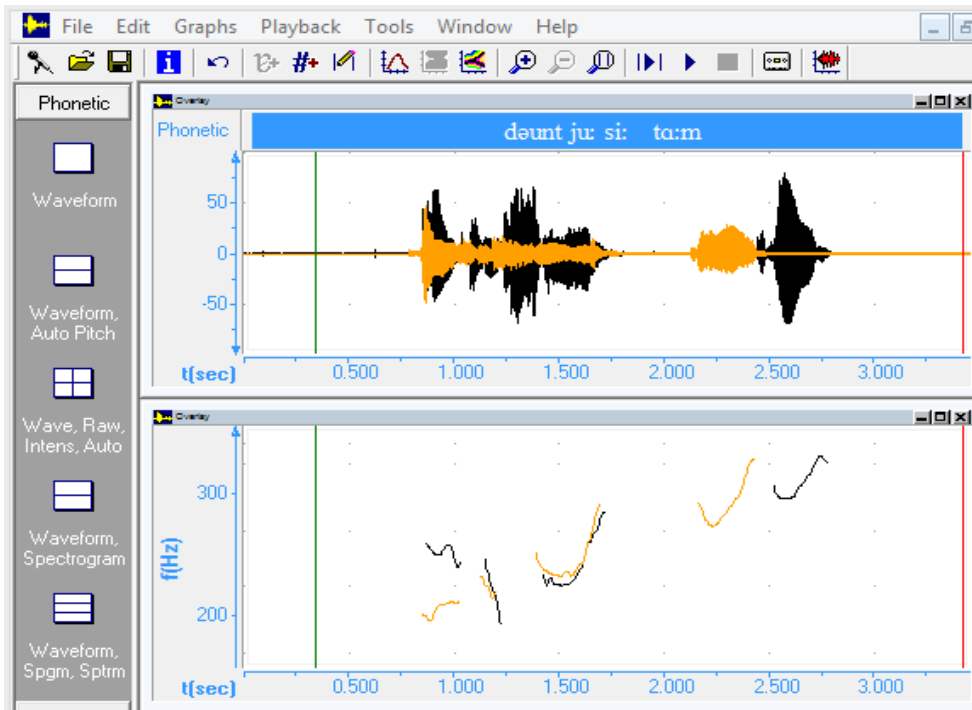 File Edit Graphs Playback Tools Window Help
Phonetic
Waveform
Waveform,
Auto Pitch
Wave, Raw,
Intens, Auto
Waveform,
Spectrogram
Waveform,
Spgm, Sptrm
Overlay
Phonetic
dəunt juː siː tɑːm
50
0
-50
t(sec) 0.500 1.000 1.500 2.000 2.500 3.000
Overlay
f(Hz)
300
200
t(sec) 0.500 1.000 1.500 2.000 2.500 3.000